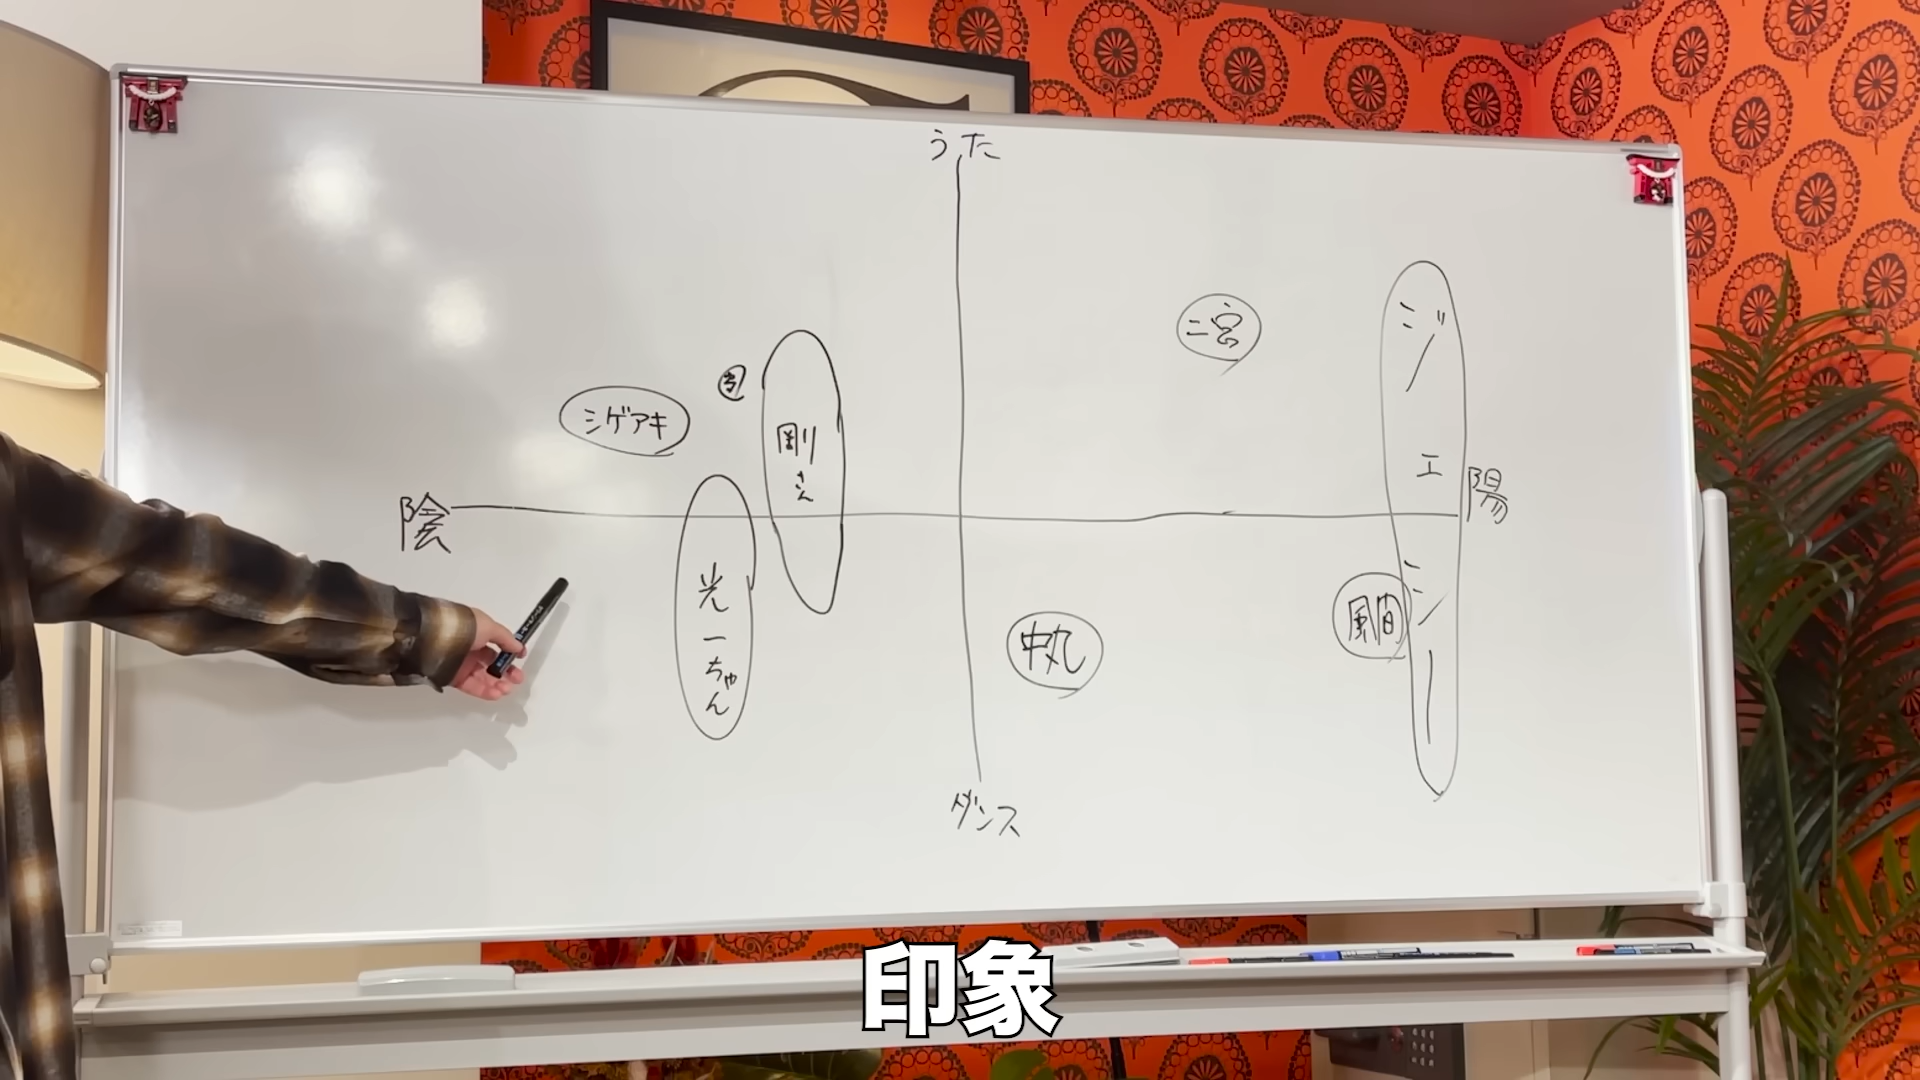 うた
二宮
ジ
シゲアキ
剛さん
エ
陰
陽
光一ちゃん
風間
シー
中丸
ダンス
印象